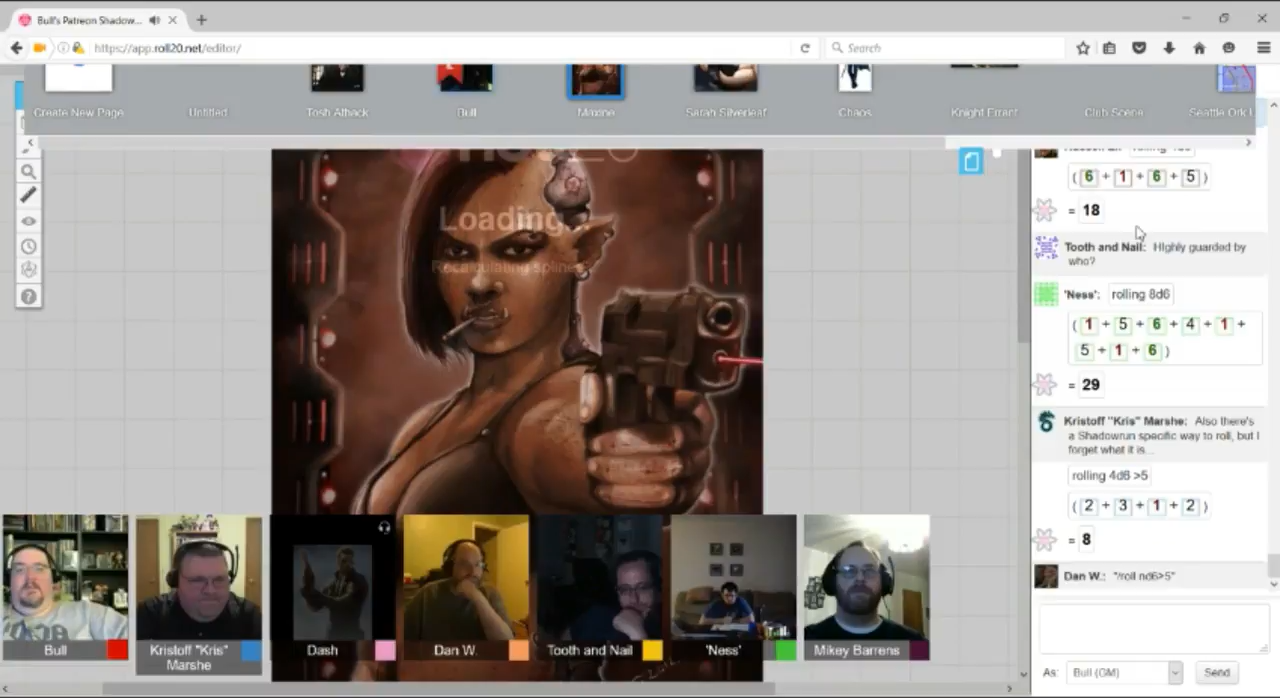 Bull's Patreon Shadow...
https://app.roll20.net/editor/
Search
Create New Page
Untitled
Tosh Athack
Bull
Maxine
Sarah Silverleaf
Chaos
Knight Errant
Club Scene
Seattle Ork U
Loading...
Recalculating splines
(6+1+6+5)
= 18
Tooth and Nail: HIghly guarded by
who?
'Ness': rolling 8d6
(1+5+6+4+1+
5+1+6)
= 29
Kristoff "Kris" Marshe: Also there's
a Shadowrun specific way to roll, but I
forget what it is...
rolling 4d6 >5
(2+3+1+2)
= 8
Dan W.: "/roll nd6>5"
As: Bull (GM) Send
Bull
Kristoff "Kris"
Marshe
Dash
Dan W.
Tooth and Nail
'Ness'
Mikey Barrens